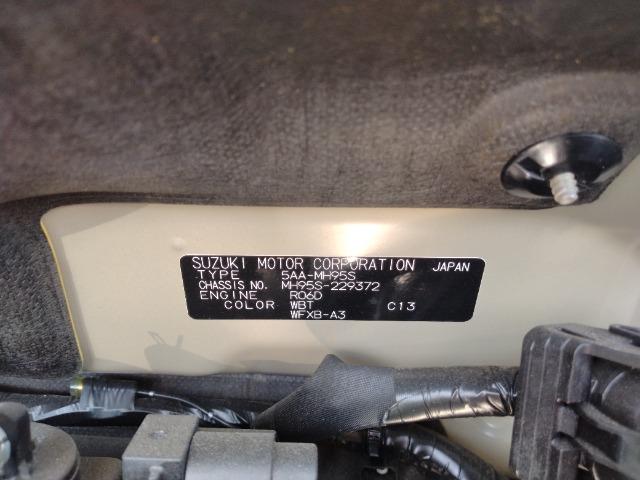 SUZUKI MOTOR CORPORATION JAPAN
TYPE 5AA-MH95S
CHASSIS NO. MH95S-229372
ENGINE R06D
COLOR WBT C13
WFXB-A3